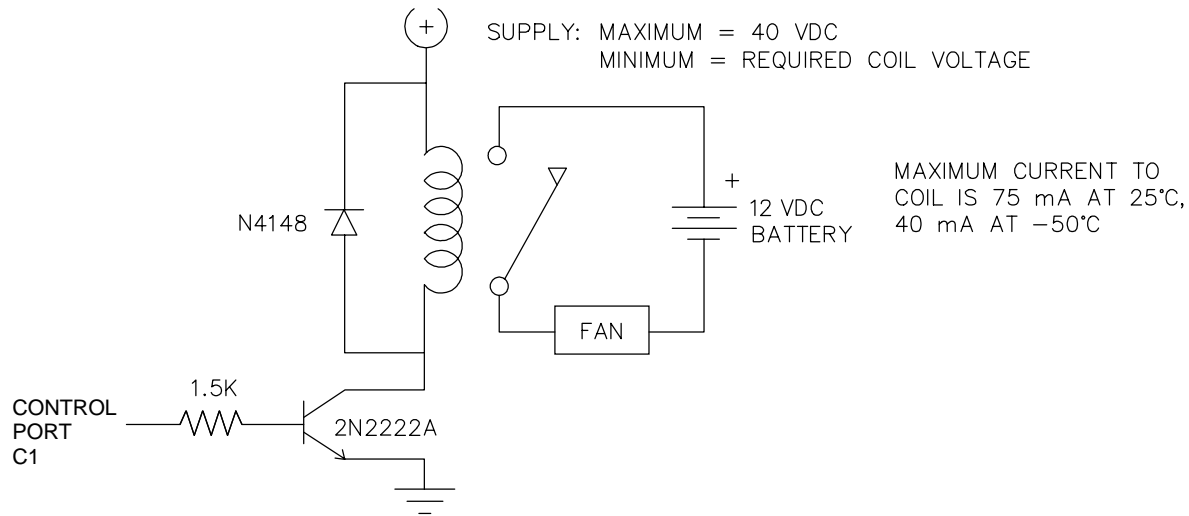 (+)
SUPPLY: MAXIMUM = 40 VDC
MINIMUM = REQUIRED COIL VOLTAGE
MAXIMUM CURRENT TO
COIL IS 75 mA AT 25°C,
40 mA AT −50°C
+
12 VDC
BATTERY
N4148
FAN
1.5K
CONTROL
PORT
C1
2N2222A